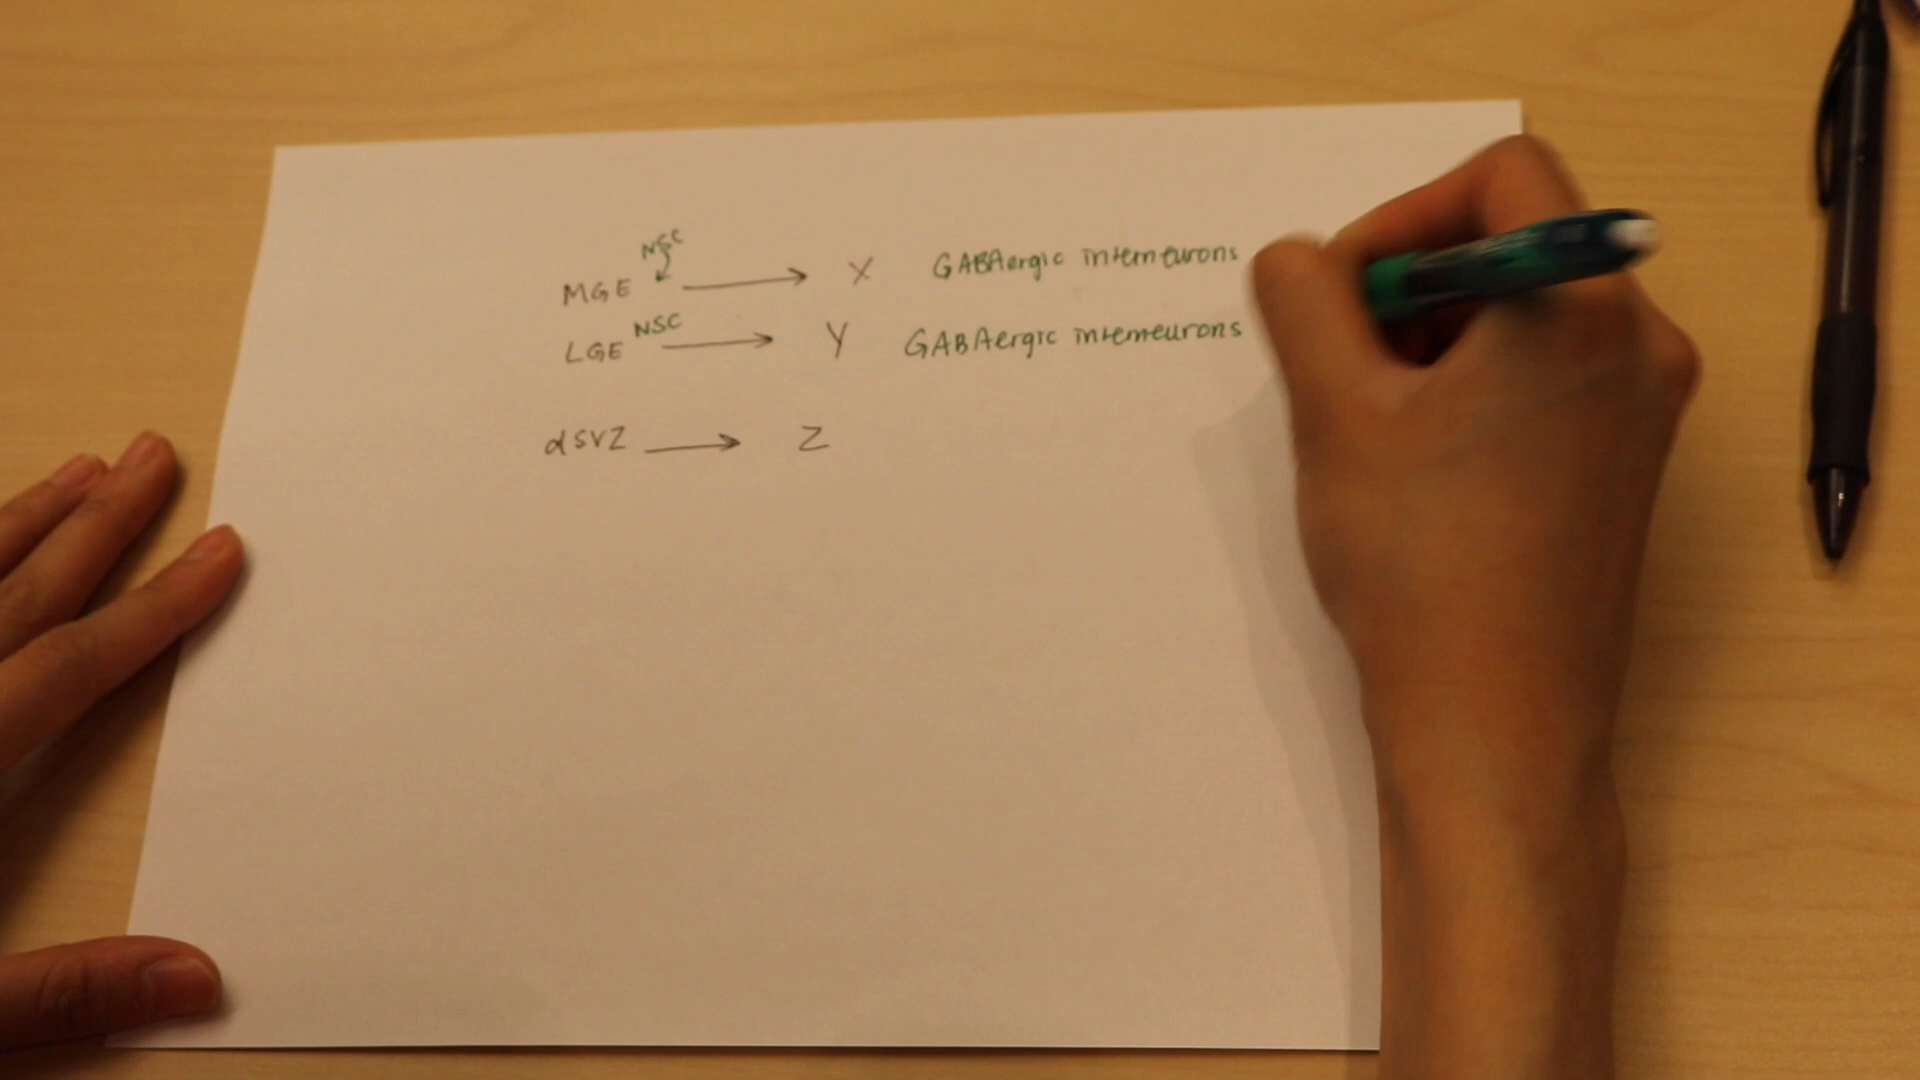 NSC
MGE → X GABAergic interneurons
LGE NSC → Y GABAergic interneurons
dSVZ → Z